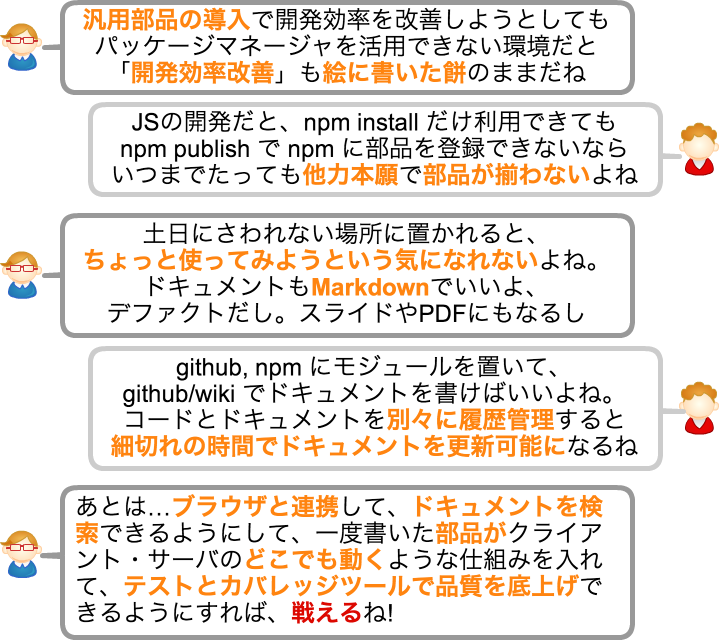 汎用部品の導入で開発効率を改善しようとしても
パッケージマネージャを活用できない環境だと
「開発効率改善」も絵に書いた餅のままだね
JSの開発だと、npm install だけ利用できても
npm publish で npm に部品を登録できないなら
いつまでたっても他力本願で部品が揃わないよね
土日にさわれない場所に置かれると、
ちょっと使ってみようという気になれないよね。
ドキュメントもMarkdownでいいよ、
デファクトだし。スライドやPDFにもなるし
github, npm にモジュールを置いて、
github/wiki でドキュメントを書けばいいよね。
コードとドキュメントを別々に履歴管理すると
細切れの時間でドキュメントを更新可能になるね
あとは…ブラウザと連携して、ドキュメントを検
索できるようにして、一度書いた部品がクライア
ント・サーバのどこでも動くような仕組みを入れ
て、テストとカバレッジツールで品質を底上げで
きるようにすれば、戦えるね!